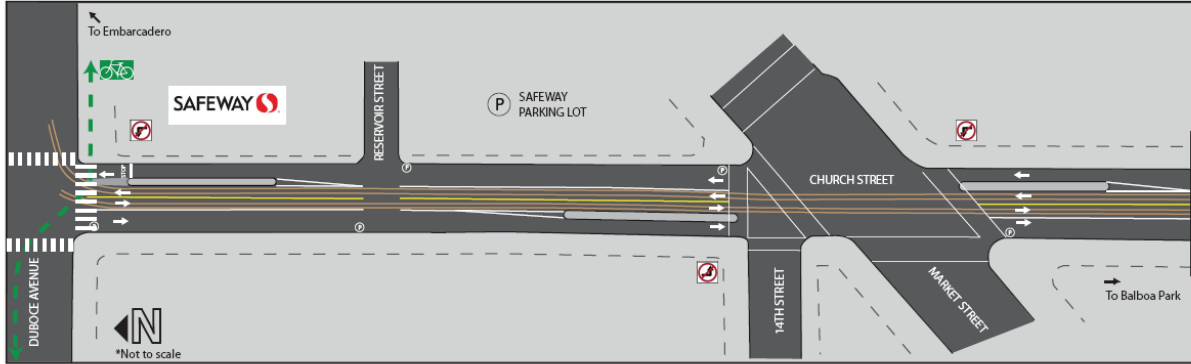 To Embarcadero
SAFEWAY
RESERVOIR STREET
P
SAFEWAY
PARKING LOT
STOP
P
P
CHURCH STREET
P
P
P
DUBOCE AVENUE
14TH STREET
MARKET STREET
To Balboa Park
N
*Not to scale